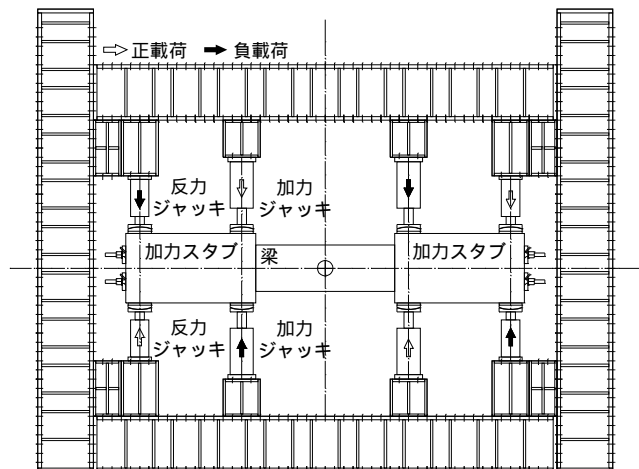 正載荷 負載荷
反力
ジャッキ
加力
ジャッキ
加力スタブ
梁
加力スタブ
反力
ジャッキ
加力
ジャッキ